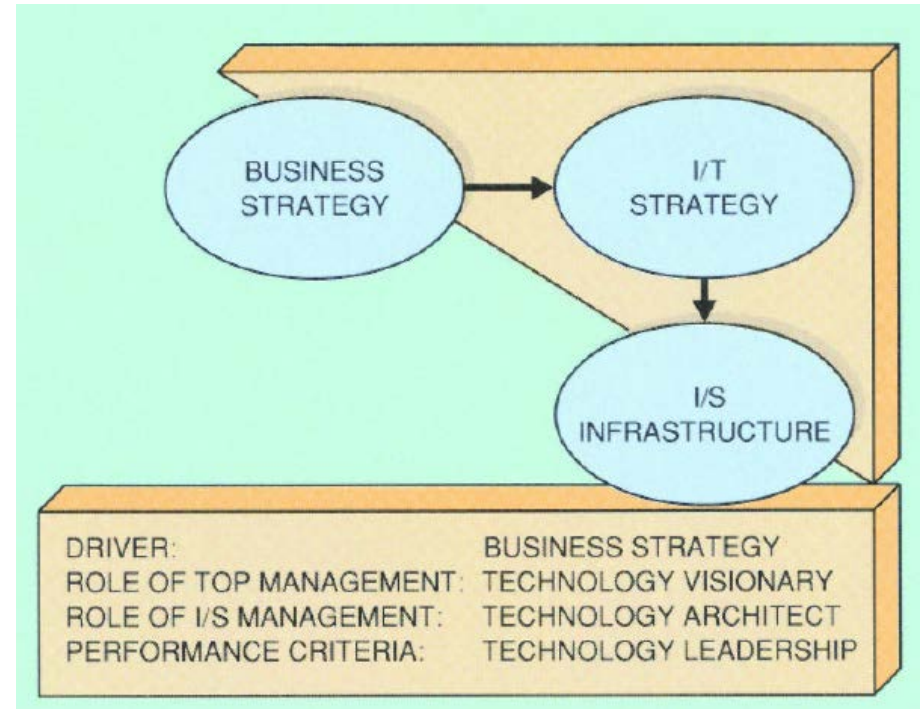 BUSINESS
STRATEGY
I/T
STRATEGY
I/S
INFRASTRUCTURE
DRIVER: BUSINESS STRATEGY
ROLE OF TOP MANAGEMENT: TECHNOLOGY VISIONARY
ROLE OF I/S MANAGEMENT: TECHNOLOGY ARCHITECT
PERFORMANCE CRITERIA: TECHNOLOGY LEADERSHIP